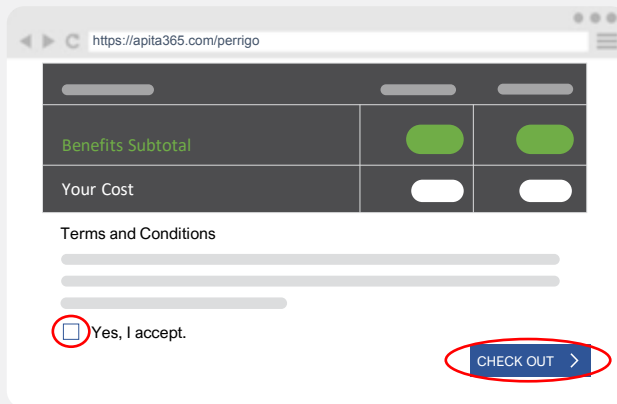 https://apita365.com/perrigo
Benefits Subtotal
Your Cost
Terms and Conditions
Yes, I accept.
CHECK OUT